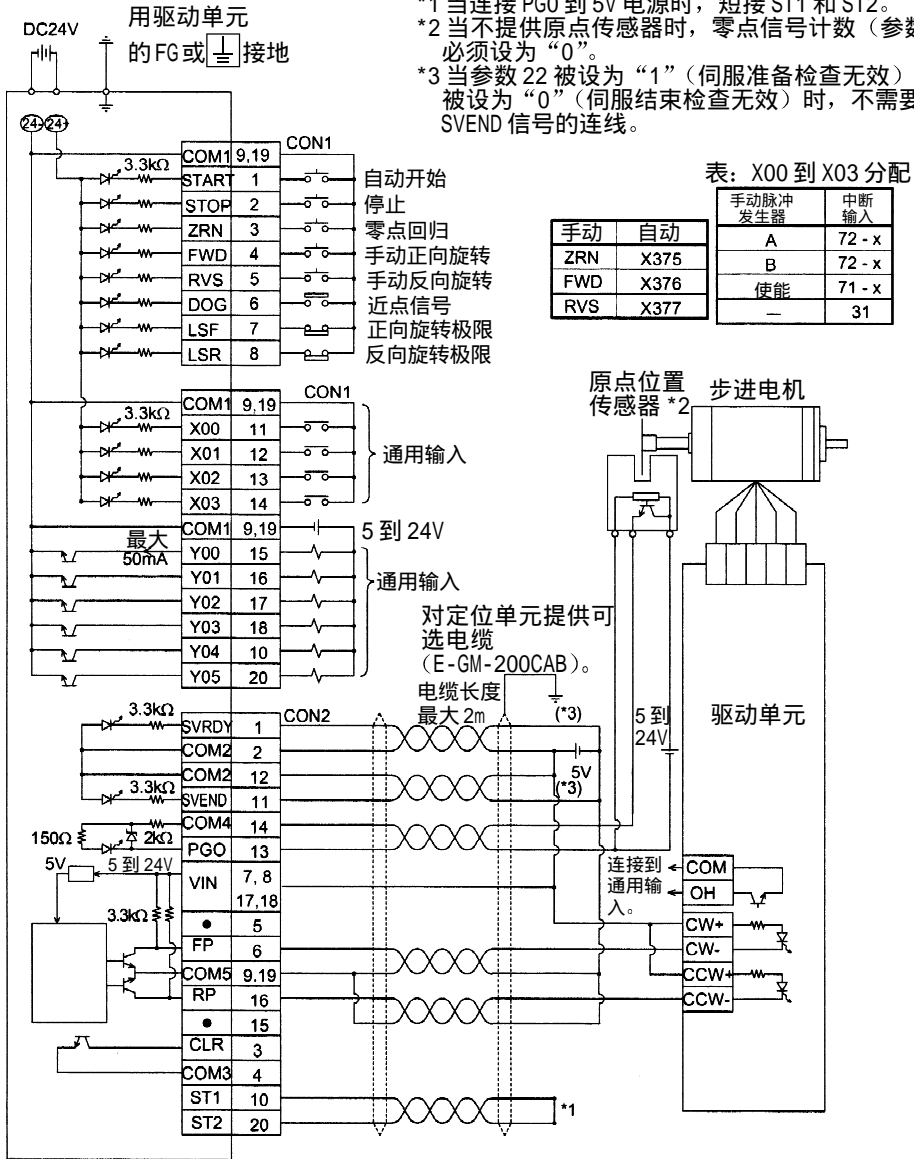 *1 当连接 PG0 到 5V 电源时，短接 ST1 和 ST2。
用驱动单元
的FG或 接地
DC24V
*2 当不提供原点传感器时，零点信号计数（参数
必须设为“0”。
*3 当参数 22 被设为“1”（伺服准备检查无效）
被设为“0”（伺服结束检查无效）时，不需要
SVEND 信号的连线。
24- 24+
CON1
COM1 9,19
3.3kΩ
START 1 自动开始
STOP 2 停止
ZRN 3 零点回归
FWD 4 手动正向旋转
RVS 5 手动反向旋转
DOG 6 近点信号
LSF 7 正向旋转极限
LSR 8 反向旋转极限
表：X00 到 X03 分配
手动 自动
ZRN X375
FWD X376
RVS X377
手动脉冲发生器 中断输入
A 72 - x
B 72 - x
使能 71 - x
— 31
CON1
COM1 9,19
3.3kΩ
X00 11
X01 12
X02 13
X03 14
通用输入
COM1 9,19 5 到 24V
最大
50mA
Y00 15
Y01 16
Y02 17
Y03 18
Y04 10
Y05 20
通用输入
原点位置
传感器 *2
步进电机
对定位单元提供可
选电缆
（E-GM-200CAB）。
电缆长度
最大 2m
CON2
3.3kΩ
SVRDY 1
COM2 2
COM2 12
3.3kΩ
SVEND 11
COM4 14
150Ω 2kΩ
PGO 13
5V 5 到 24V
VIN 7, 8
17,18
3.3kΩ
● 5
FP 6
COM5 9,19
RP 16
● 15
CLR 3
COM3 4
ST1 10
ST2 20
*1
(*3)
5V
(*3)
5 到
24V
驱动单元
连接到
通用输
入。
COM
OH
CW+
CW-
CCW+
CCW-